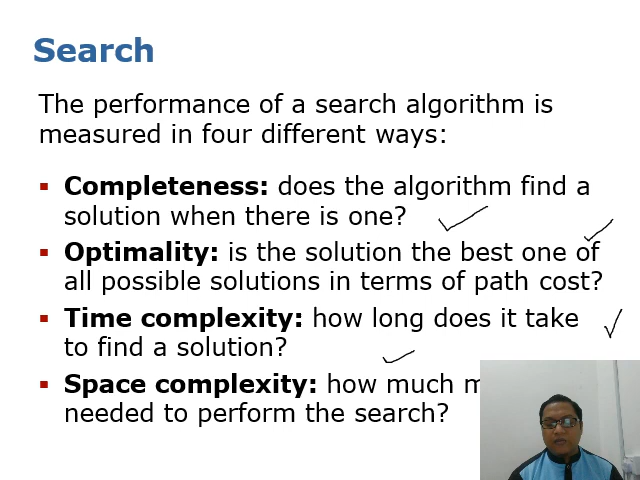 Search
The performance of a search algorithm is
measured in four different ways:
▪ Completeness: does the algorithm find a
solution when there is one?
▪ Optimality: is the solution the best one of
all possible solutions in terms of path cost?
▪ Time complexity: how long does it take
to find a solution?
▪ Space complexity: how much
needed to perform the search?